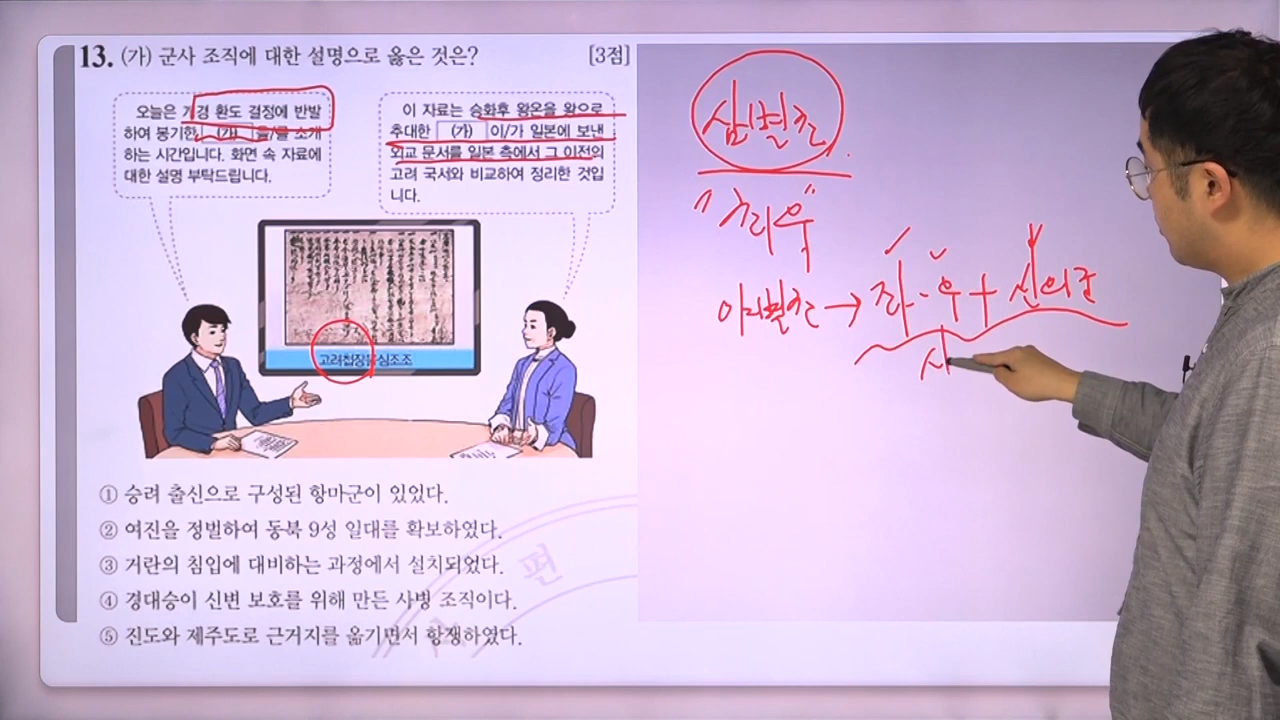 13. (가) 군사 조직에 대한 설명으로 옳은 것은? [3점]
오늘은 개경 환도 결정에 반발
하여 봉기한 (가) 을/를 소개
하는 시간입니다. 화면 속 자료에
대한 설명 부탁드립니다.
이 자료는 승화후 왕온을 왕으로
추대한 (가) 이/가 일본에 보낸
외교 문서를 일본 측에서 그 이전의
고려 국서와 비교하여 정리한 것입
니다.
고려첩장불심조조
① 승려 출신으로 구성된 항마군이 있었다.
② 여진을 정벌하여 동북 9성 일대를 확보하였다.
③ 거란의 침입에 대비하는 과정에서 설치되었다.
④ 경대승이 신변 보호를 위해 만든 사병 조직이다.
⑤ 진도와 제주도로 근거지를 옮기면서 항쟁하였다.
삼별초
"최우"
야별초 → 좌·우 + 신의군
사
편